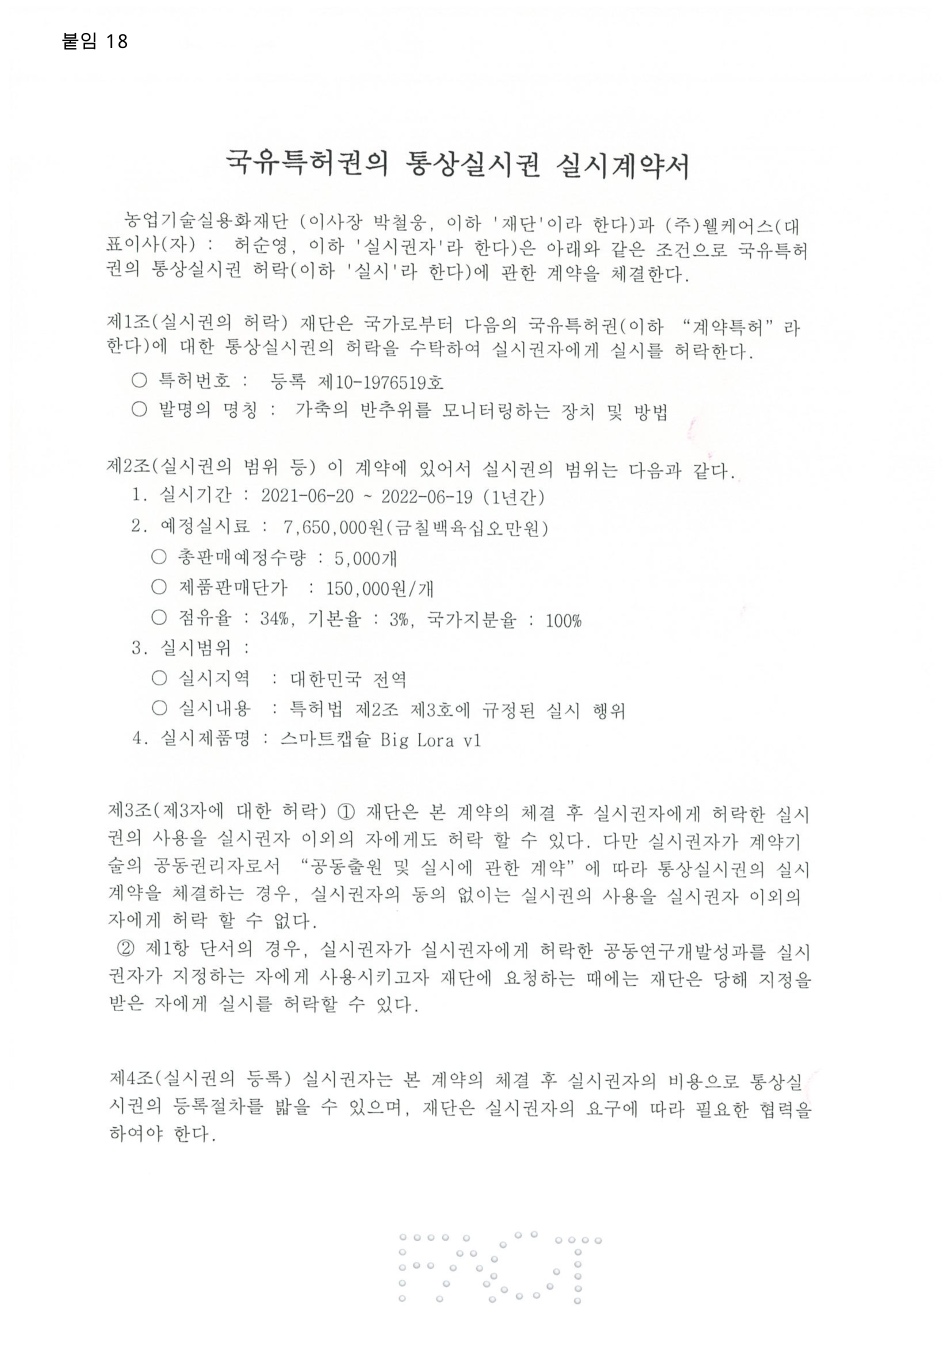 붙임 18
국유특허권의 통상실시권 실시계약서
농업기술실용화재단 (이사장 박철웅, 이하 '재단'이라 한다)과 (주)웰케어스(대
표이사(자) : 허순영, 이하 '실시권자'라 한다)은 아래와 같은 조건으로 국유특허
권의 통상실시권 허락(이하 '실시'라 한다)에 관한 계약을 체결한다.
제1조(실시권의 허락) 재단은 국가로부터 다음의 국유특허권(이하 “계약특허” 라
한다)에 대한 통상실시권의 허락을 수탁하여 실시권자에게 실시를 허락한다.
○ 특허번호 : 등록 제10-1976519호
○ 발명의 명칭 : 가축의 반추위를 모니터링하는 장치 및 방법
제2조(실시권의 범위 등) 이 계약에 있어서 실시권의 범위는 다음과 같다.
1. 실시기간 : 2021-06-20 ~ 2022-06-19 (1년간)
2. 예정실시료 : 7,650,000원(금칠백육십오만원)
○ 총판매예정수량 : 5,000개
○ 제품판매단가 : 150,000원/개
○ 점유율 : 34%, 기본율 : 3%, 국가지분율 : 100%
3. 실시범위 :
○ 실시지역 : 대한민국 전역
○ 실시내용 : 특허법 제2조 제3호에 규정된 실시 행위
4. 실시제품명 : 스마트캡슐 Big Lora v1
제3조(제3자에 대한 허락) ① 재단은 본 계약의 체결 후 실시권자에게 허락한 실시
권의 사용을 실시권자 이외의 자에게도 허락 할 수 있다. 다만 실시권자가 계약기
술의 공동권리자로서 “공동출원 및 실시에 관한 계약” 에 따라 통상실시권의 실시
계약을 체결하는 경우, 실시권자의 동의 없이는 실시권의 사용을 실시권자 이외의
자에게 허락 할 수 없다.
② 제1항 단서의 경우, 실시권자가 실시권자에게 허락한 공동연구개발성과를 실시
권자가 지정하는 자에게 사용시키고자 재단에 요청하는 때에는 재단은 당해 지정을
받은 자에게 실시를 허락할 수 있다.
제4조(실시권의 등록) 실시권자는 본 계약의 체결 후 실시권자의 비용으로 통상실
시권의 등록절차를 밟을 수 있으며, 재단은 실시권자의 요구에 따라 필요한 협력을
하여야 한다.
FACT